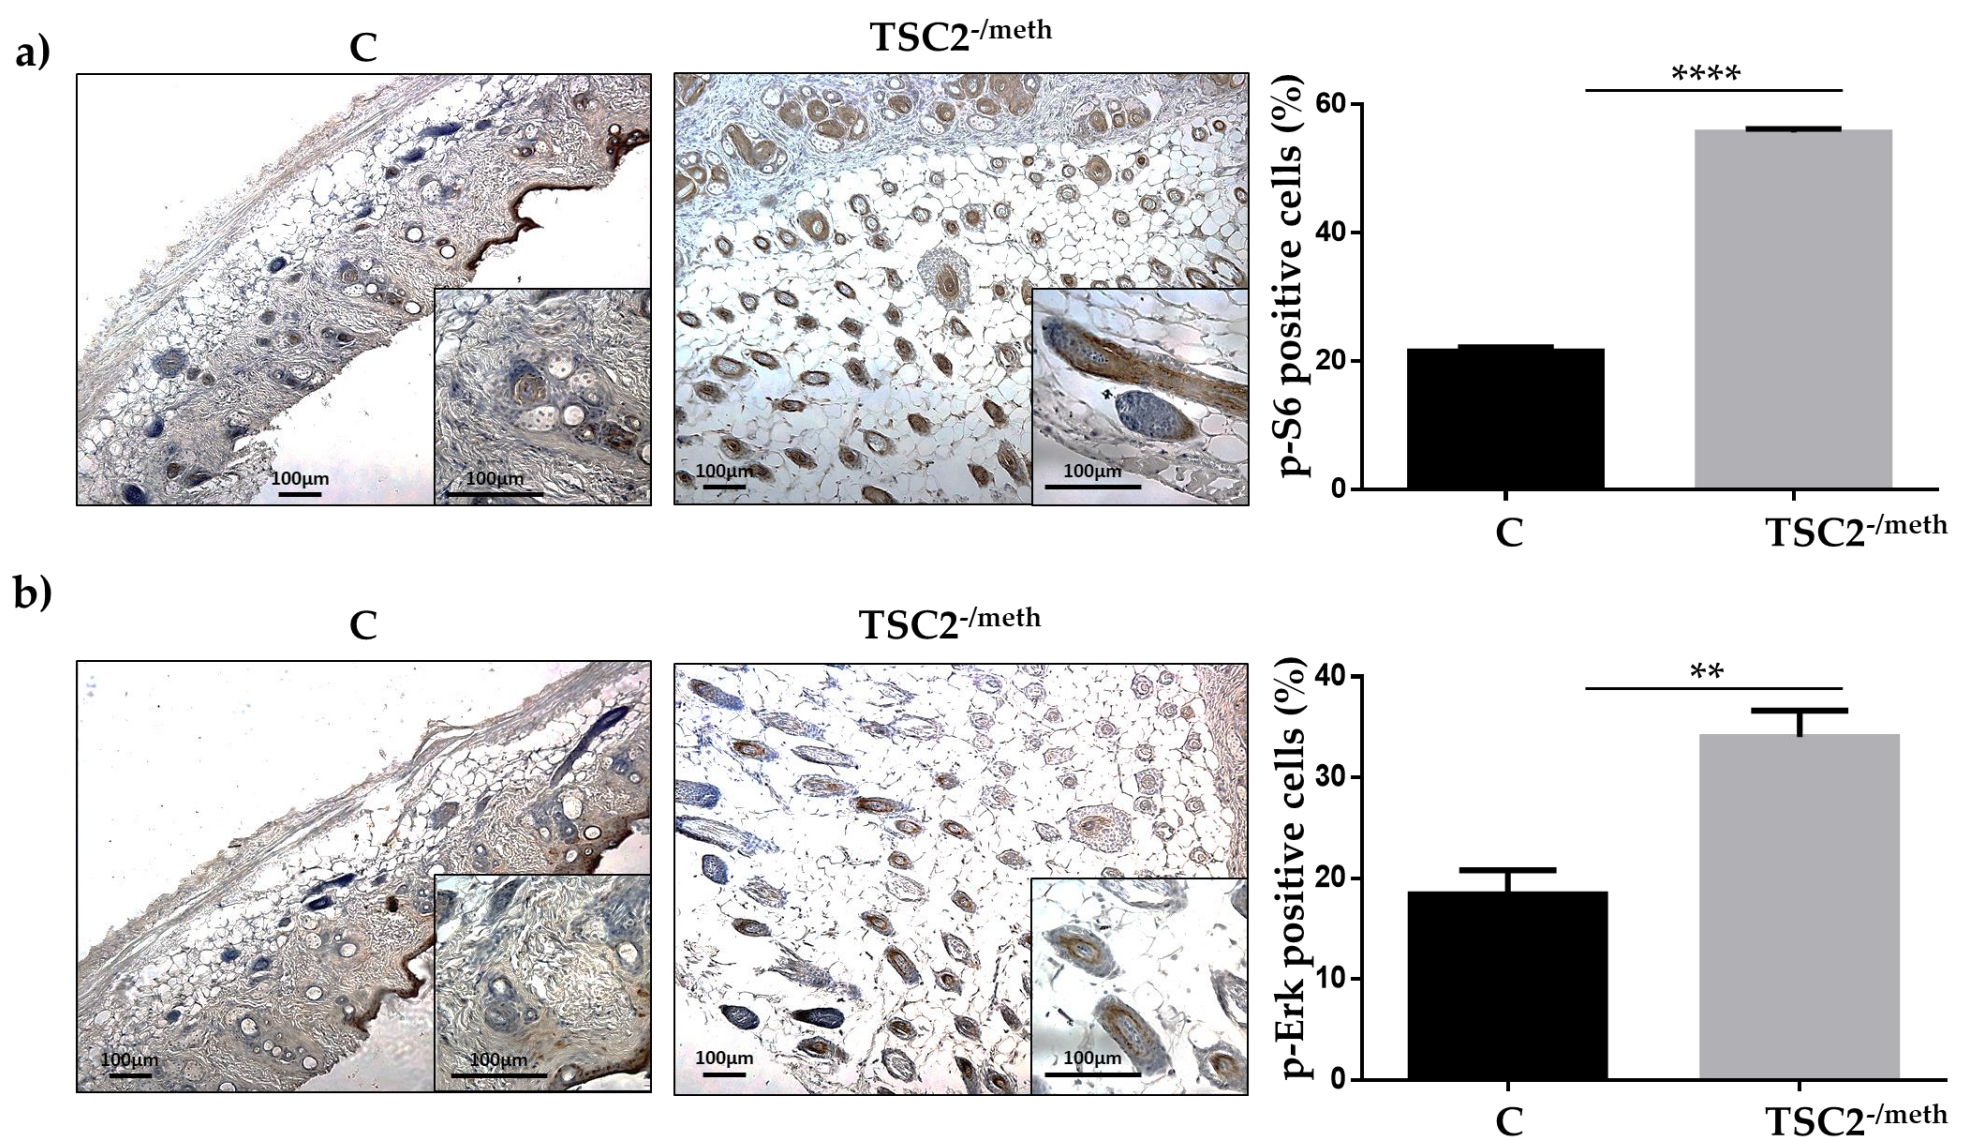 a)
C
TSC2-/meth
100µm
100µm
100µm
100µm
p-S6 positive cells (%)
60
40
20
0
****
C
TSC2-/meth
b)
C
TSC2-/meth
100µm
100µm
100µm
100µm
p-Erk positive cells (%)
40
30
20
10
0
**
C
TSC2-/meth